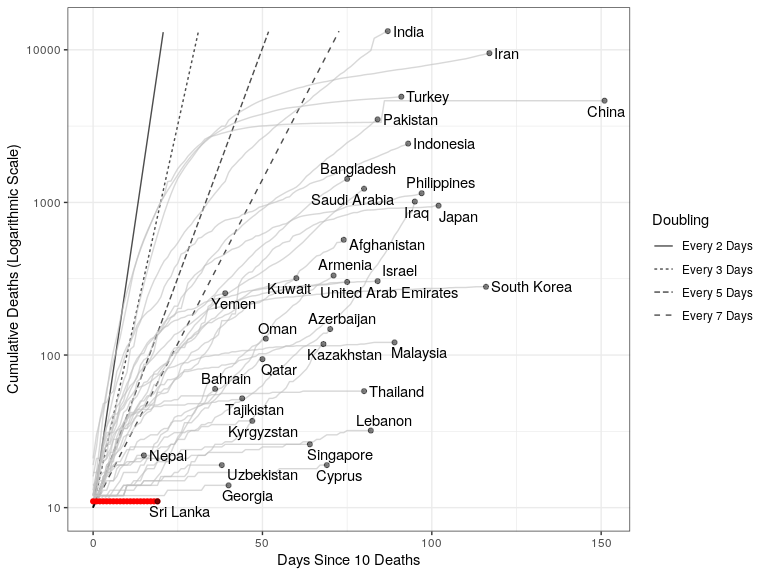 India
10000
Iran
Turkey
China
Pakistan
Indonesia
Bangladesh
Philippines
Saudi Arabia
1000
Iraq
Japan
Doubling
Afghanistan
Every 2 Days
Armenia
Israel
Every 3 Days
Kuwait
United Arab Emirates
South Korea
Every 5 Days
Yemen
Azerbaijan
Every 7 Days
Oman
100
Kazakhstan
Malaysia
Qatar
Bahrain
Thailand
Tajikistan
Lebanon
Kyrgyzstan
Nepal
Singapore
Uzbekistan
Cyprus
Georgia
10
Sri Lanka
0
50
100
150
Days Since 10 Deaths
Cumulative Deaths (Logarithmic Scale)